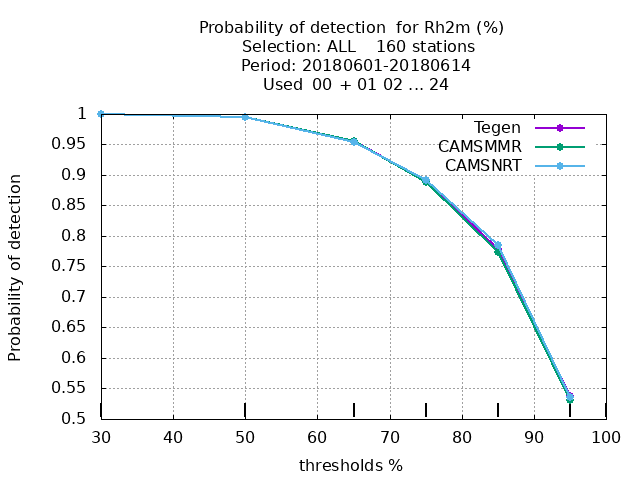 Probability of detection  for Rh2m (%)
Selection: ALL    160 stations
Period: 20180601-20180614
Used  00 + 01 02 ... 24
Tegen
CAMSMMR
CAMSNRT
1
0.95
0.9
0.85
0.8
0.75
0.7
0.65
0.6
0.55
0.5
Probability of detection
30 40 50 60 70 80 90 100
thresholds %